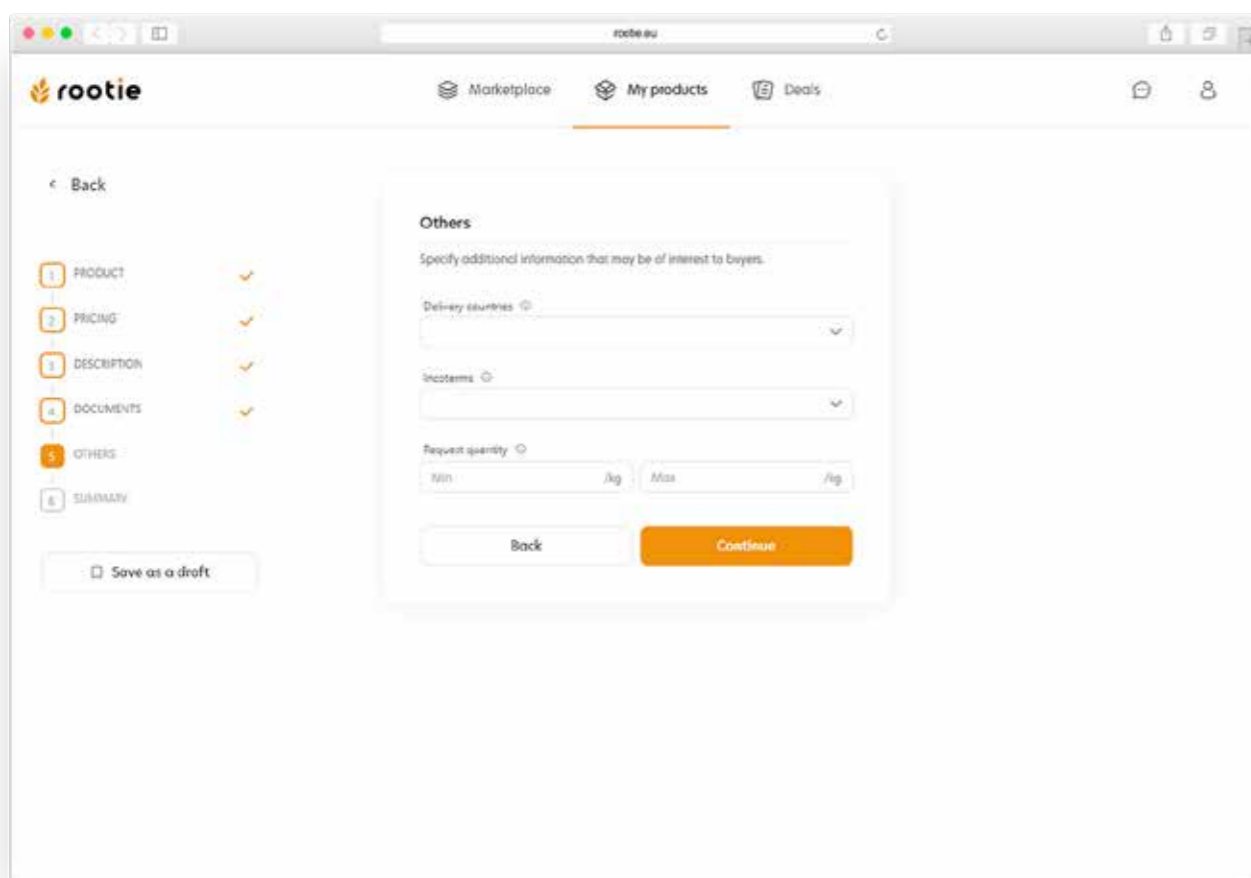 rootie.eu
rootie
Marketplace
My products
Deals
Back
1 PRODUCT
2 PRICING
3 DESCRIPTION
4 DOCUMENTS
5 OTHERS
6 SUMMARY
Save as a draft
Others
Specify additional information that may be of interest to buyers.
Delivery countries
Incoterms
Request quantity
Min /kg Max /kg
Back Continue